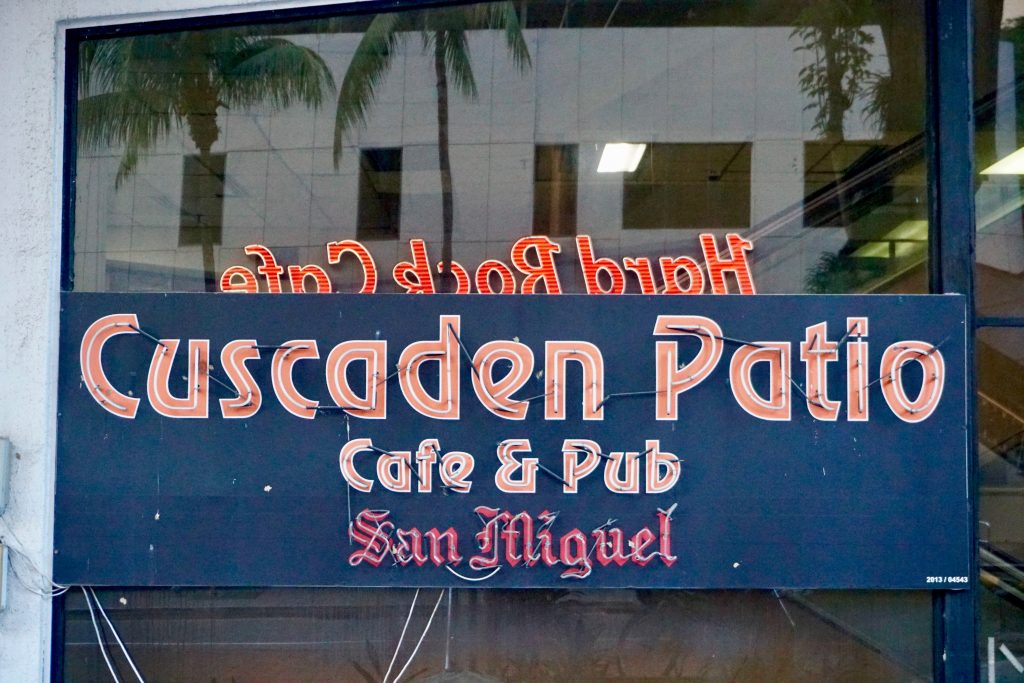 Hard Rock Cafe
Cuscaden Patio
Cafe & Pub
San Miguel
2013 / 04543